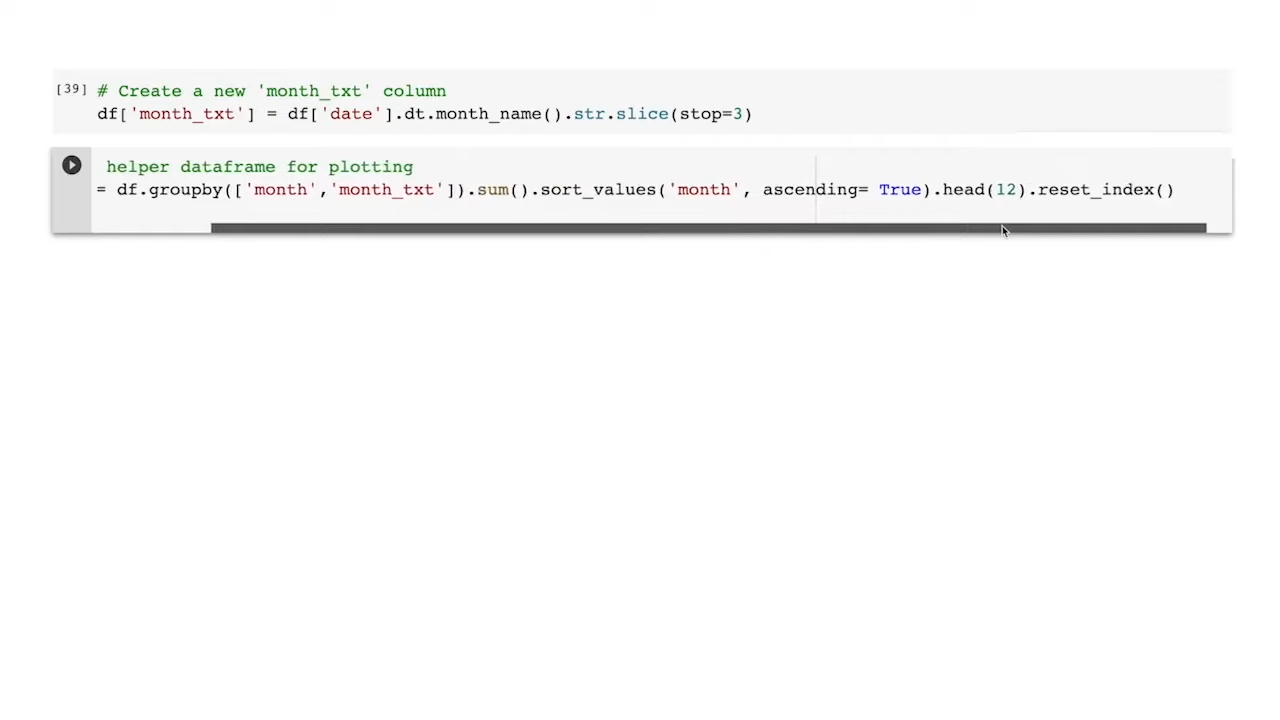 [39] # Create a new 'month_txt' column
df['month_txt'] = df['date'].dt.month_name().str.slice(stop=3)
helper dataframe for plotting
= df.groupby(['month','month_txt']).sum().sort_values('month', ascending= True).head(12).reset_index()